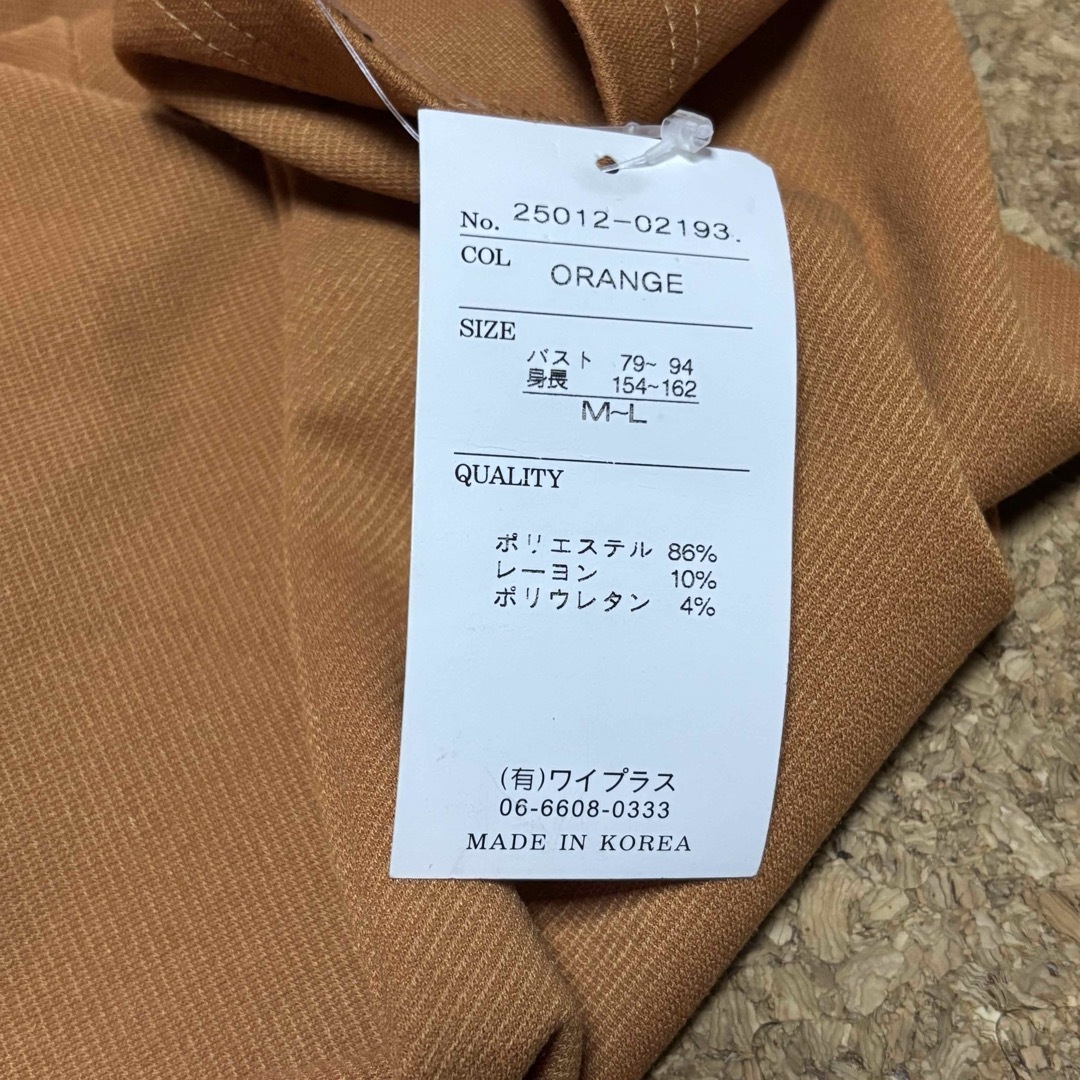 No. 25012-02193.
COL ORANGE
SIZE
バスト 79~ 94
身長 154~162
M~L
QUALITY
ポリエステル 86%
レーヨン 10%
ポリウレタン 4%
(有)ワイプラス
06-6608-0333
MADE IN KOREA